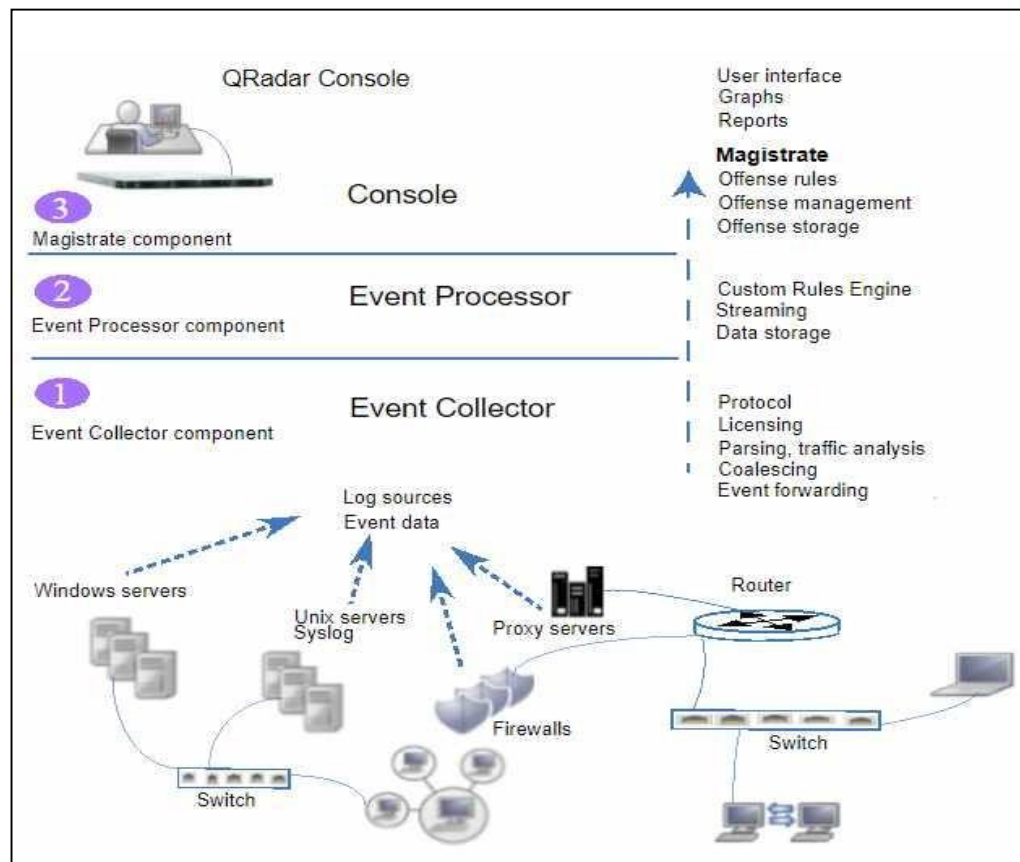 QRadar Console
User interface
Graphs
Reports
Magistrate
Offense rules
Offense management
Offense storage
Console
3
Magistrate component
2
Event Processor
Event Processor component
Custom Rules Engine
Streaming
Data storage
1
Event Collector
Event Collector component
Protocol
Licensing
Parsing, traffic analysis
Coalescing
Event forwarding
Log sources
Event data
Windows servers
Unix servers
Syslog
Proxy servers
Router
Firewalls
Switch
Switch